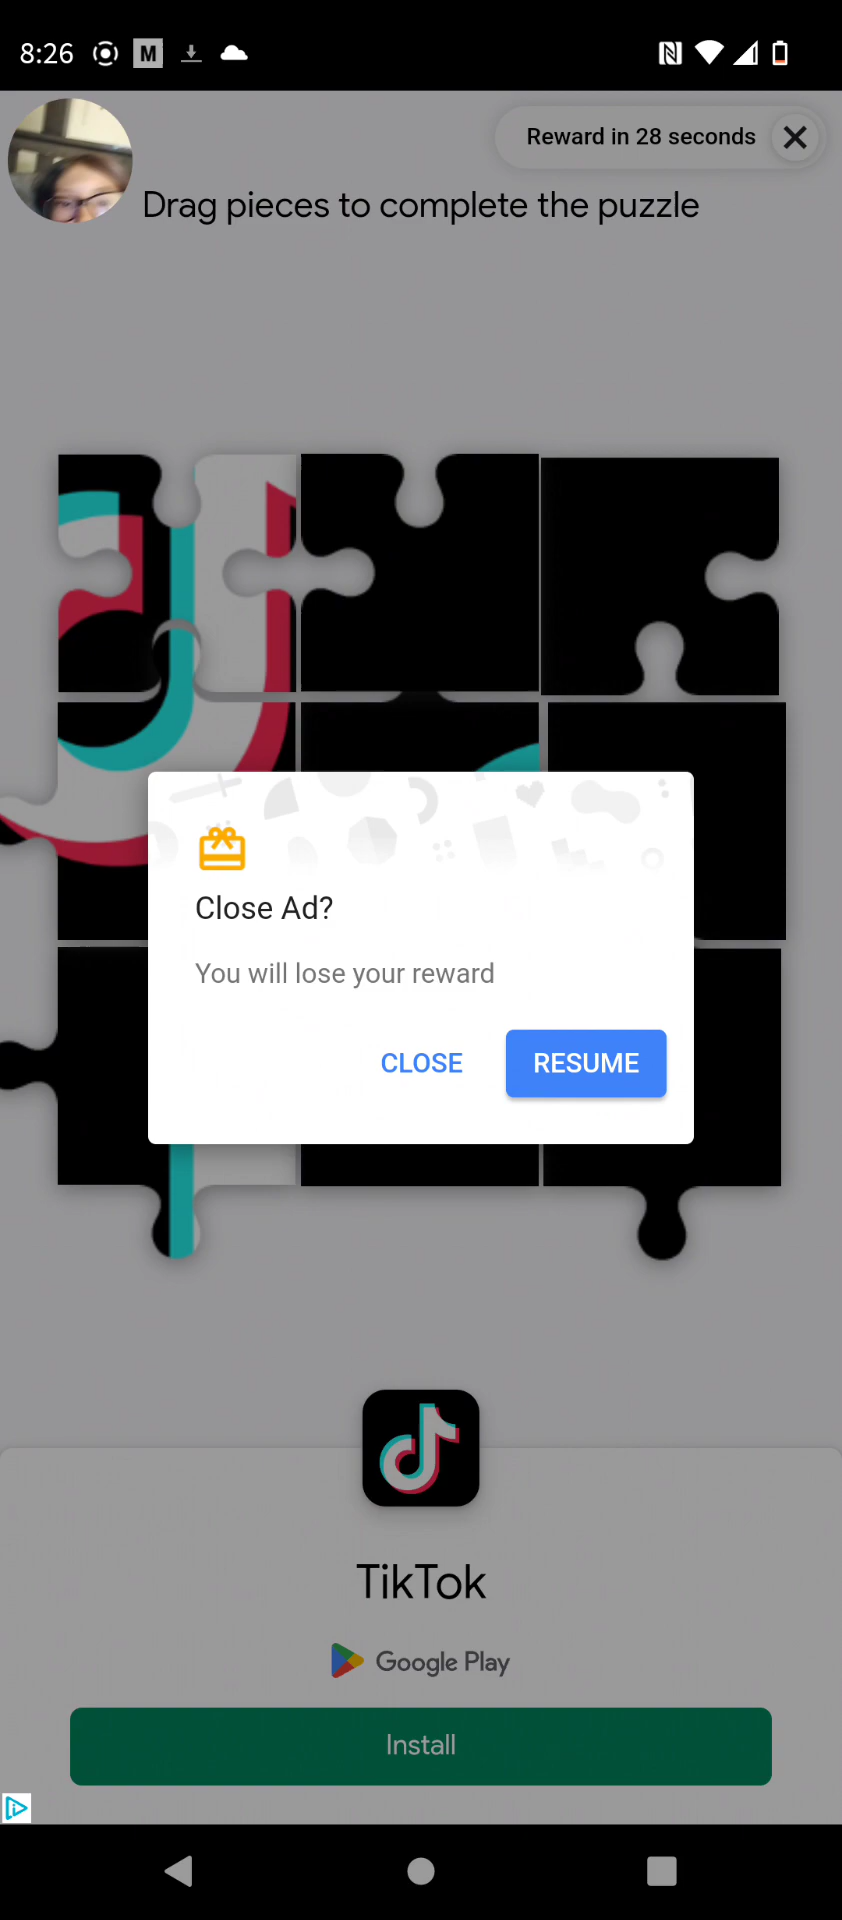 8:26
M
Reward in 28 seconds
Drag pieces to complete the puzzle
Close Ad?
You will lose your reward
CLOSE
RESUME
TikTok
Google Play
Install